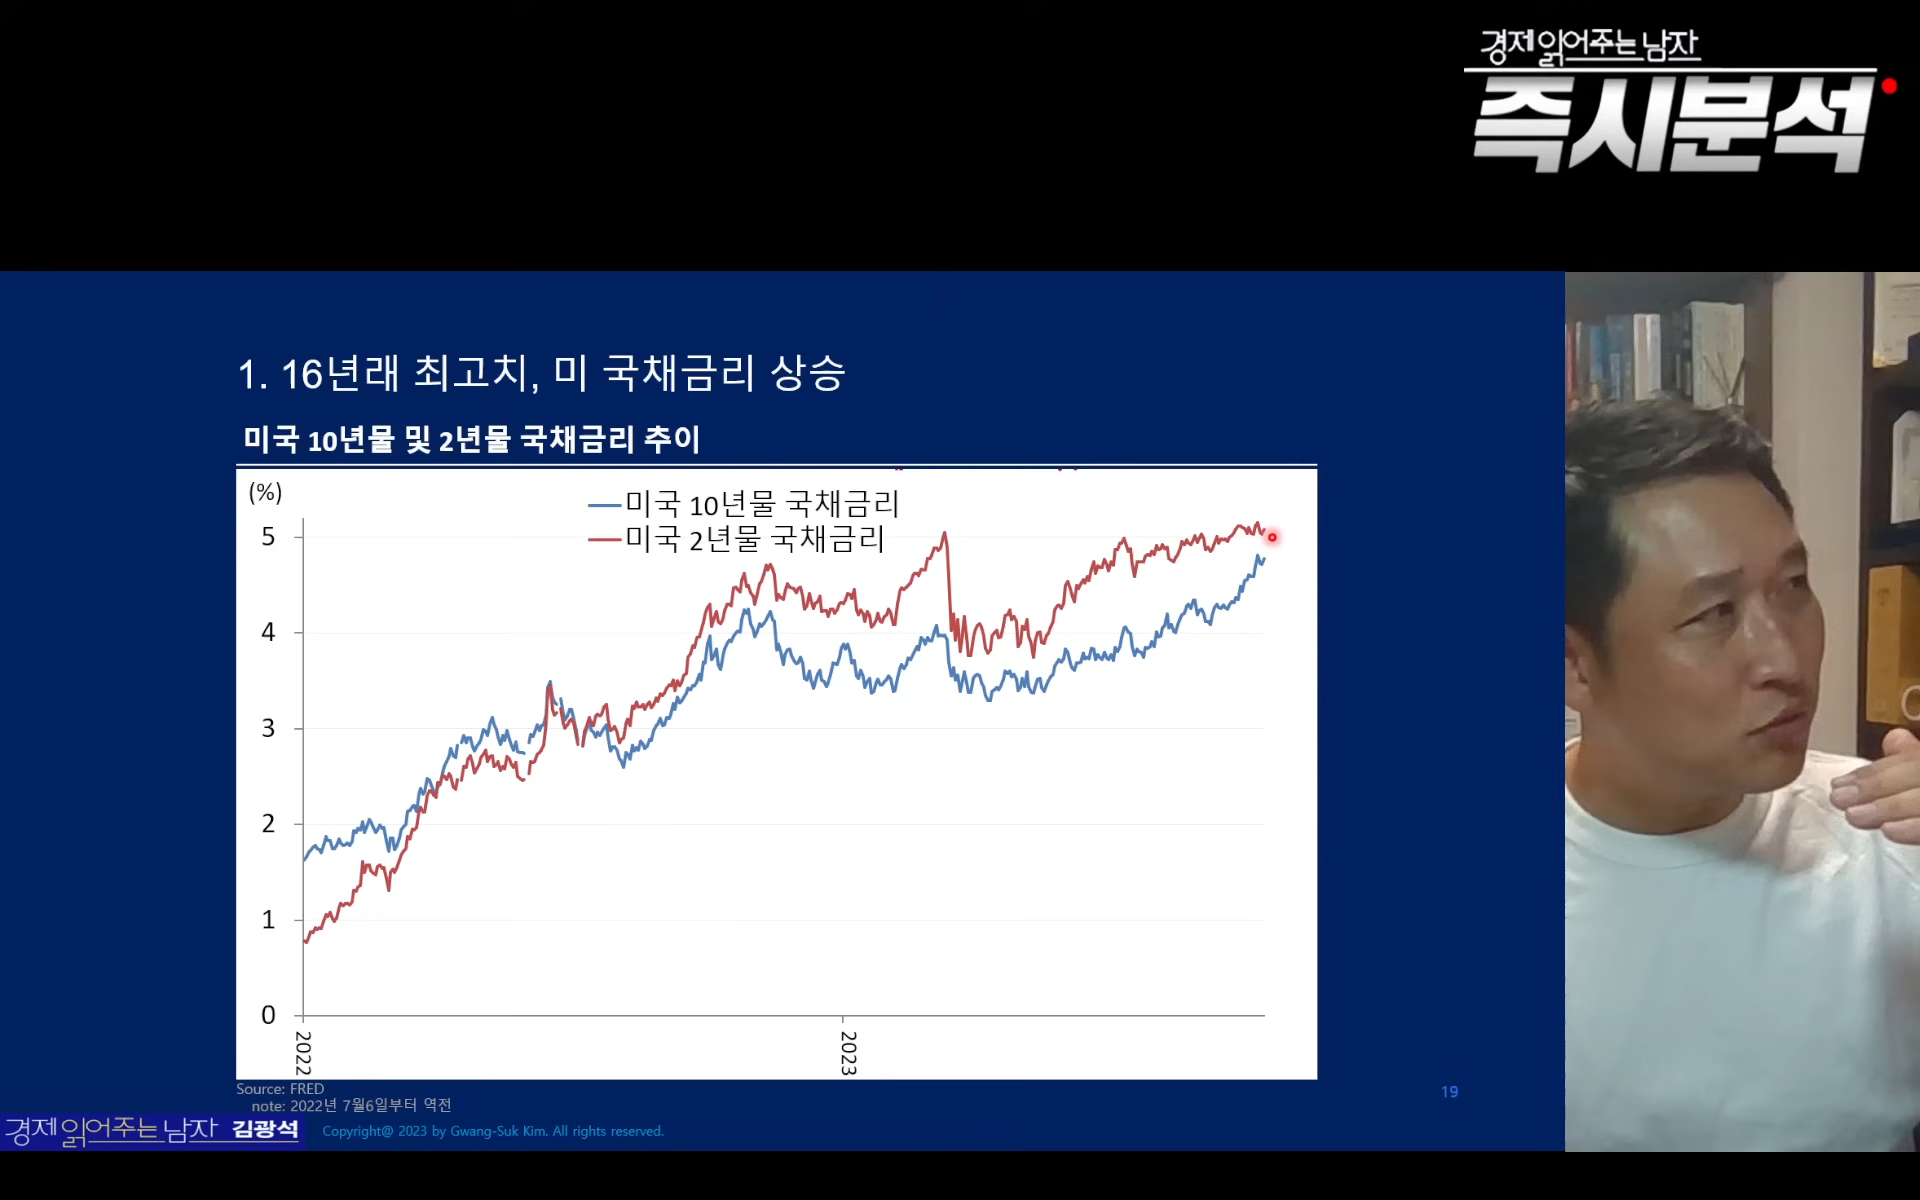 경제 읽어주는 남자
즉시분석
1. 16년래 최고치, 미 국채금리 상승
미국 10년물 및 2년물 국채금리 추이
(%)
미국 10년물 국채금리
미국 2년물 국채금리
5
4
3
2
1
0
2022
2023
Source: FRED
note: 2022년 7월6일부터 역전
19
경제 읽어주는 남자 김광석
Copyright@ 2023 by Gwang-Suk Kim. All rights reserved.